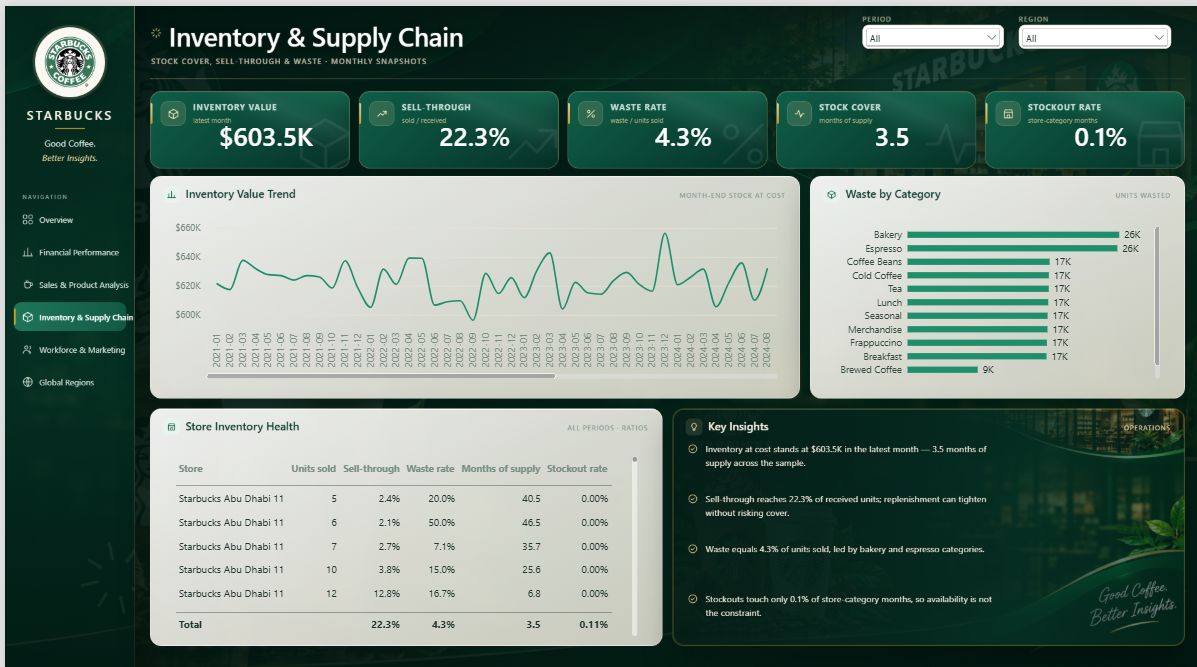 STARBUCKS
COFFEE
STARBUCKS
Good Coffee.
Better Insights.
NAVIGATION
Overview
Financial Performance
Sales & Product Analysis
Inventory & Supply Chain
Workforce & Marketing
Global Regions
Inventory & Supply Chain
STOCK COVER, SELL-THROUGH & WASTE · MONTHLY SNAPSHOTS
PERIOD
All
REGION
All
STARBUCK
INVENTORY VALUE
latest month
$603.5K
SELL-THROUGH
sold / received
22.3%
WASTE RATE
waste / units sold
4.3%
STOCK COVER
months of supply
3.5
STOCKOUT RATE
store-category months
0.1%
Inventory Value Trend
MONTH-END STOCK AT COST
$660K
$640K
$620K
$600K
2021-01
2021-02
2021-03
2021-04
2021-05
2021-06
2021-07
2021-08
2021-09
2021-10
2021-11
2021-12
2022-01
2022-02
2022-03
2022-04
2022-05
2022-06
2022-07
2022-08
2022-09
2022-10
2022-11
2022-12
2023-01
2023-02
2023-03
2023-04
2023-05
2023-06
2023-07
2023-08
2023-09
2023-10
2023-11
2023-12
2024-01
2024-02
2024-03
2024-04
2024-05
2024-06
2024-07
2024-08
Waste by Category
UNITS WASTED
Bakery 26K
Espresso 26K
Coffee Beans 17K
Cold Coffee 17K
Tea 17K
Lunch 17K
Seasonal 17K
Merchandise 17K
Frappuccino 17K
Breakfast 17K
Brewed Coffee 9K
Store Inventory Health
ALL PERIODS · RATIOS
Store Units sold Sell-through Waste rate Months of supply Stockout rate
Starbucks Abu Dhabi 11 5 2.4% 20.0% 40.5 0.00%
Starbucks Abu Dhabi 11 6 2.1% 50.0% 46.5 0.00%
Starbucks Abu Dhabi 11 7 2.7% 7.1% 35.7 0.00%
Starbucks Abu Dhabi 11 10 3.8% 15.0% 25.6 0.00%
Starbucks Abu Dhabi 11 12 12.8% 16.7% 6.8 0.00%
Total 22.3% 4.3% 3.5 0.11%
Key Insights
OPERATIONS
Inventory at cost stands at $603.5K in the latest month — 3.5 months of
supply across the sample.
Sell-through reaches 22.3% of received units; replenishment can tighten
without risking cover.
Waste equals 4.3% of units sold, led by bakery and espresso categories.
Stockouts touch only 0.1% of store-category months, so availability is not
the constraint.
Good Coffee.
Better Insights.